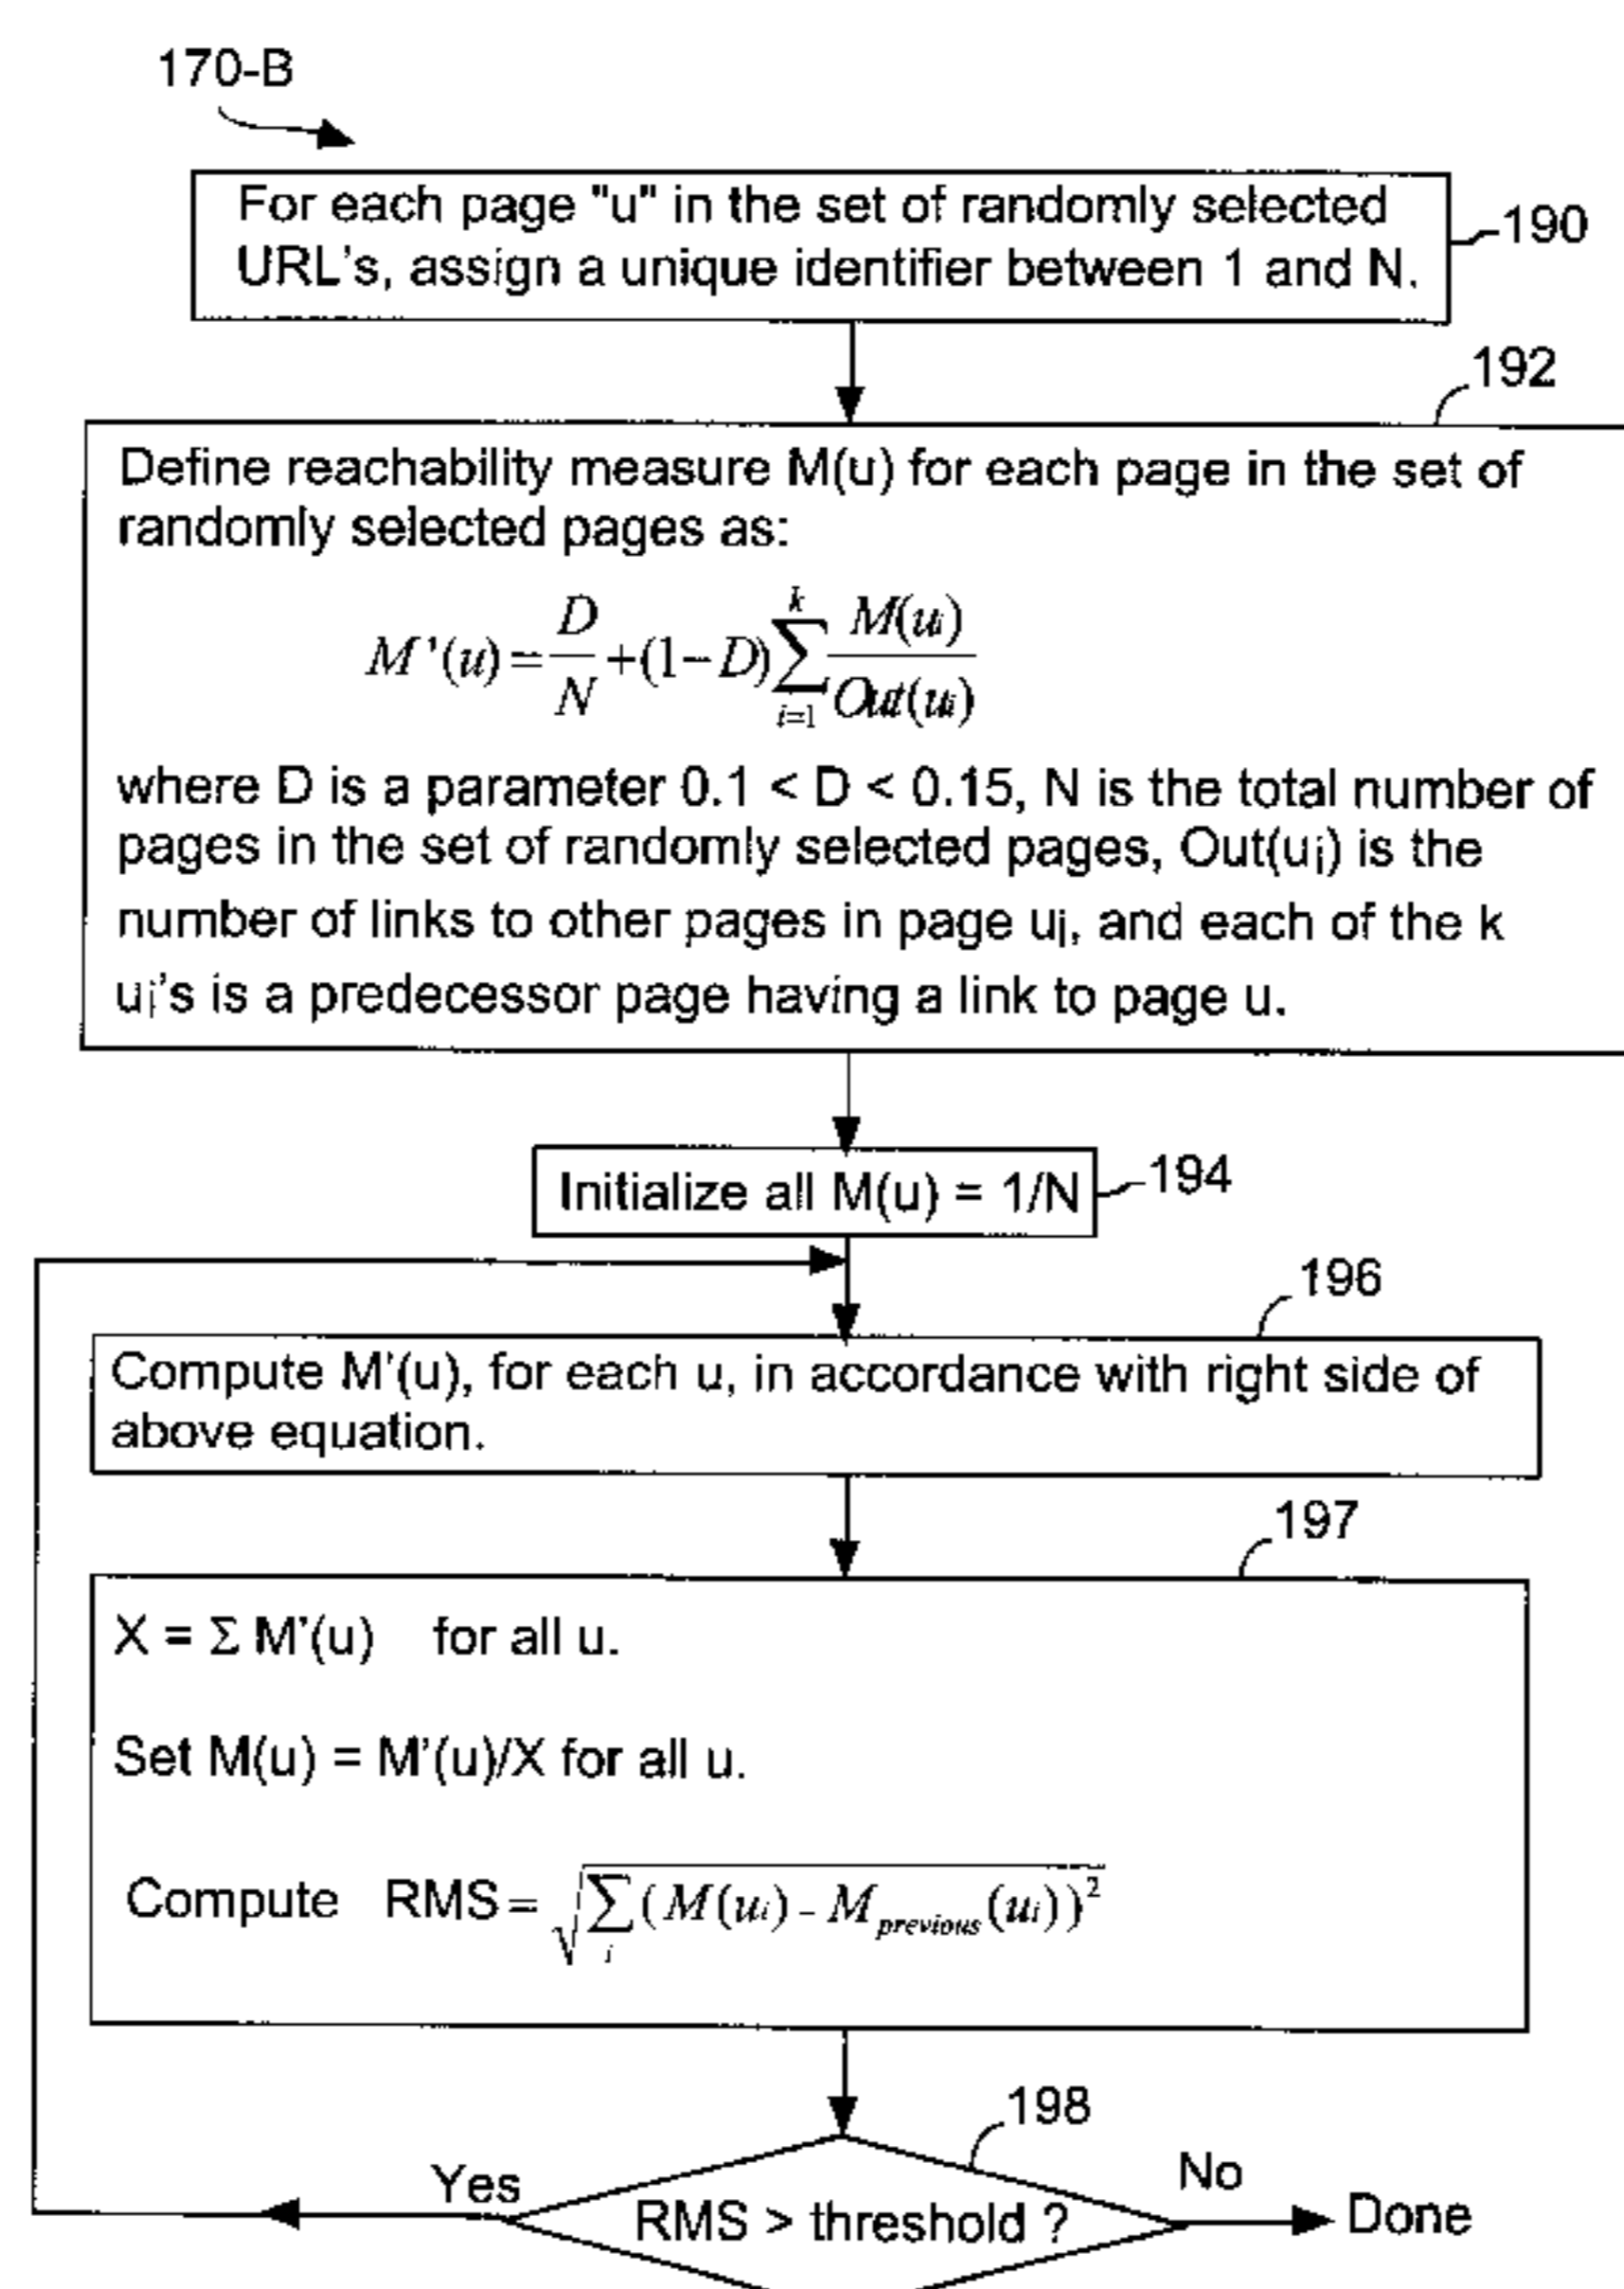 170-B
For each page "u" in the set of randomly selected
URL's, assign a unique identifier between 1 and N.
190
192
Define reachability measure M(u) for each page in the set of
randomly selected pages as:
M'(u) = D/N + (1-D) ∑_{i=1}^{k} M(u_i)/Out(u_i)
where D is a parameter 0.1 < D < 0.15, N is the total number of
pages in the set of randomly selected pages, Out(u_i) is the
number of links to other pages in page u_i, and each of the k
u_i's is a predecessor page having a link to page u.
Initialize all M(u) = 1/N
194
196
Compute M'(u), for each u, in accordance with right side of
above equation.
197
X = Σ M'(u) for all u.
Set M(u) = M'(u)/X for all u.
Compute RMS = √(∑_i (M(u_i) - M_previous(u_i))²)
198
Yes
RMS > threshold ?
No
Done